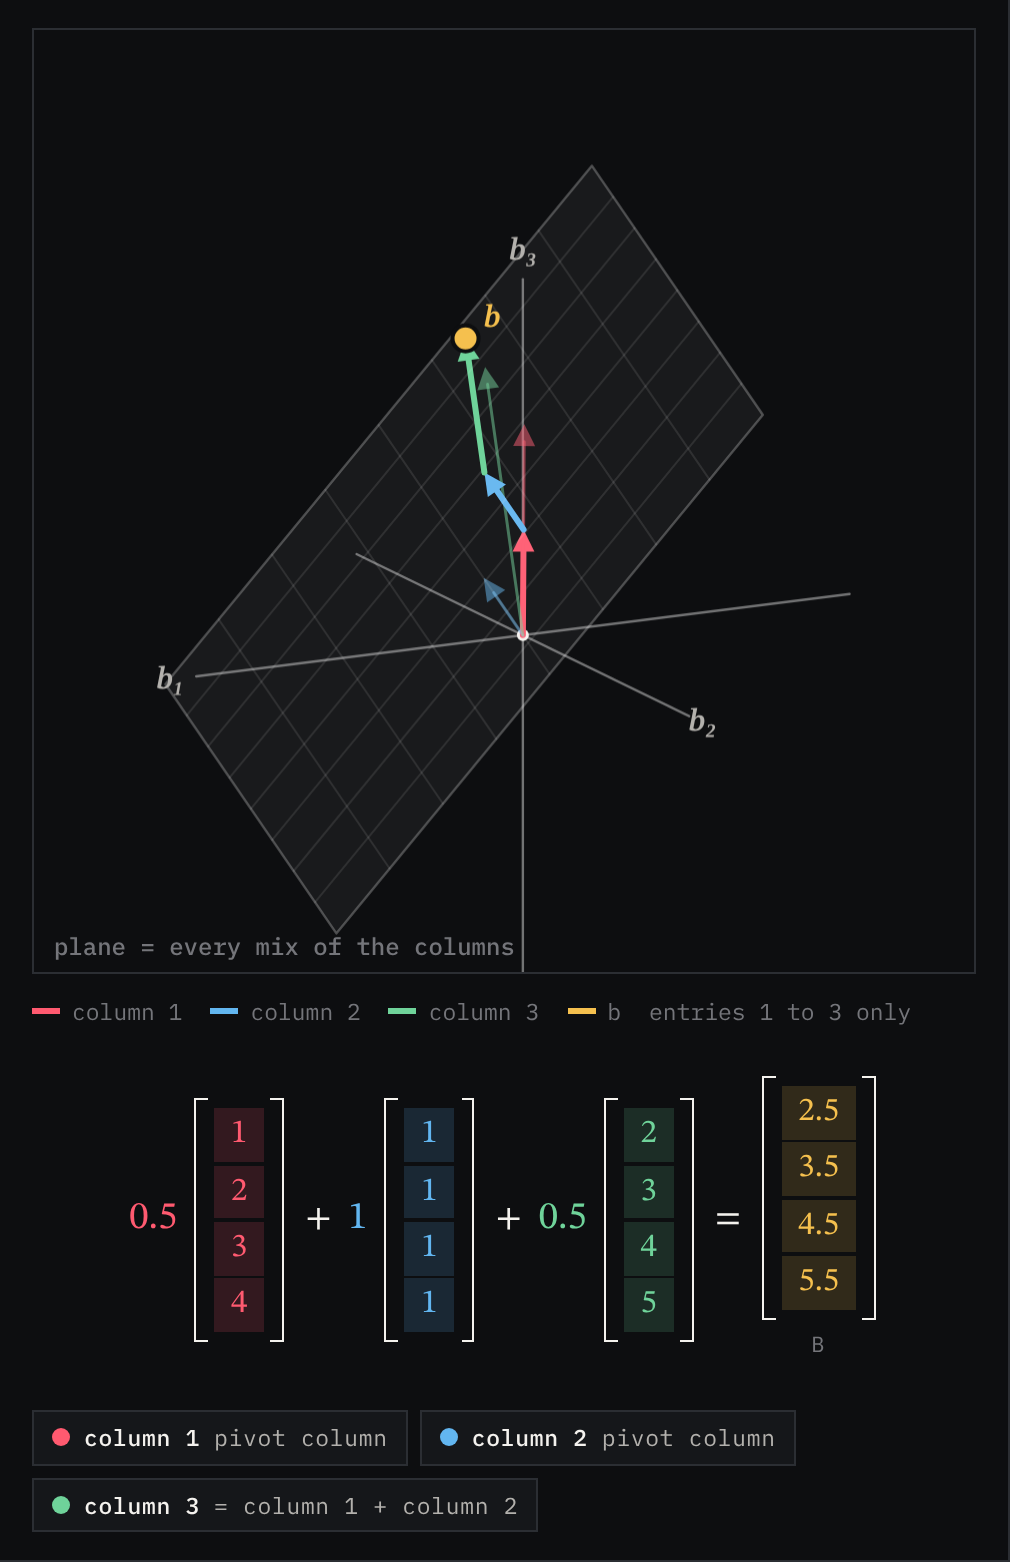 b3
b
b1
b2
plane = every mix of the columns
column 1 column 2 column 3 b entries 1 to 3 only
1 1 2 2.5
2 1 3 3.5
0.5 + 1 + 0.5 =
3 1 4 4.5
4 1 5 5.5
B
column 1 pivot column column 2 pivot column
column 3 = column 1 + column 2